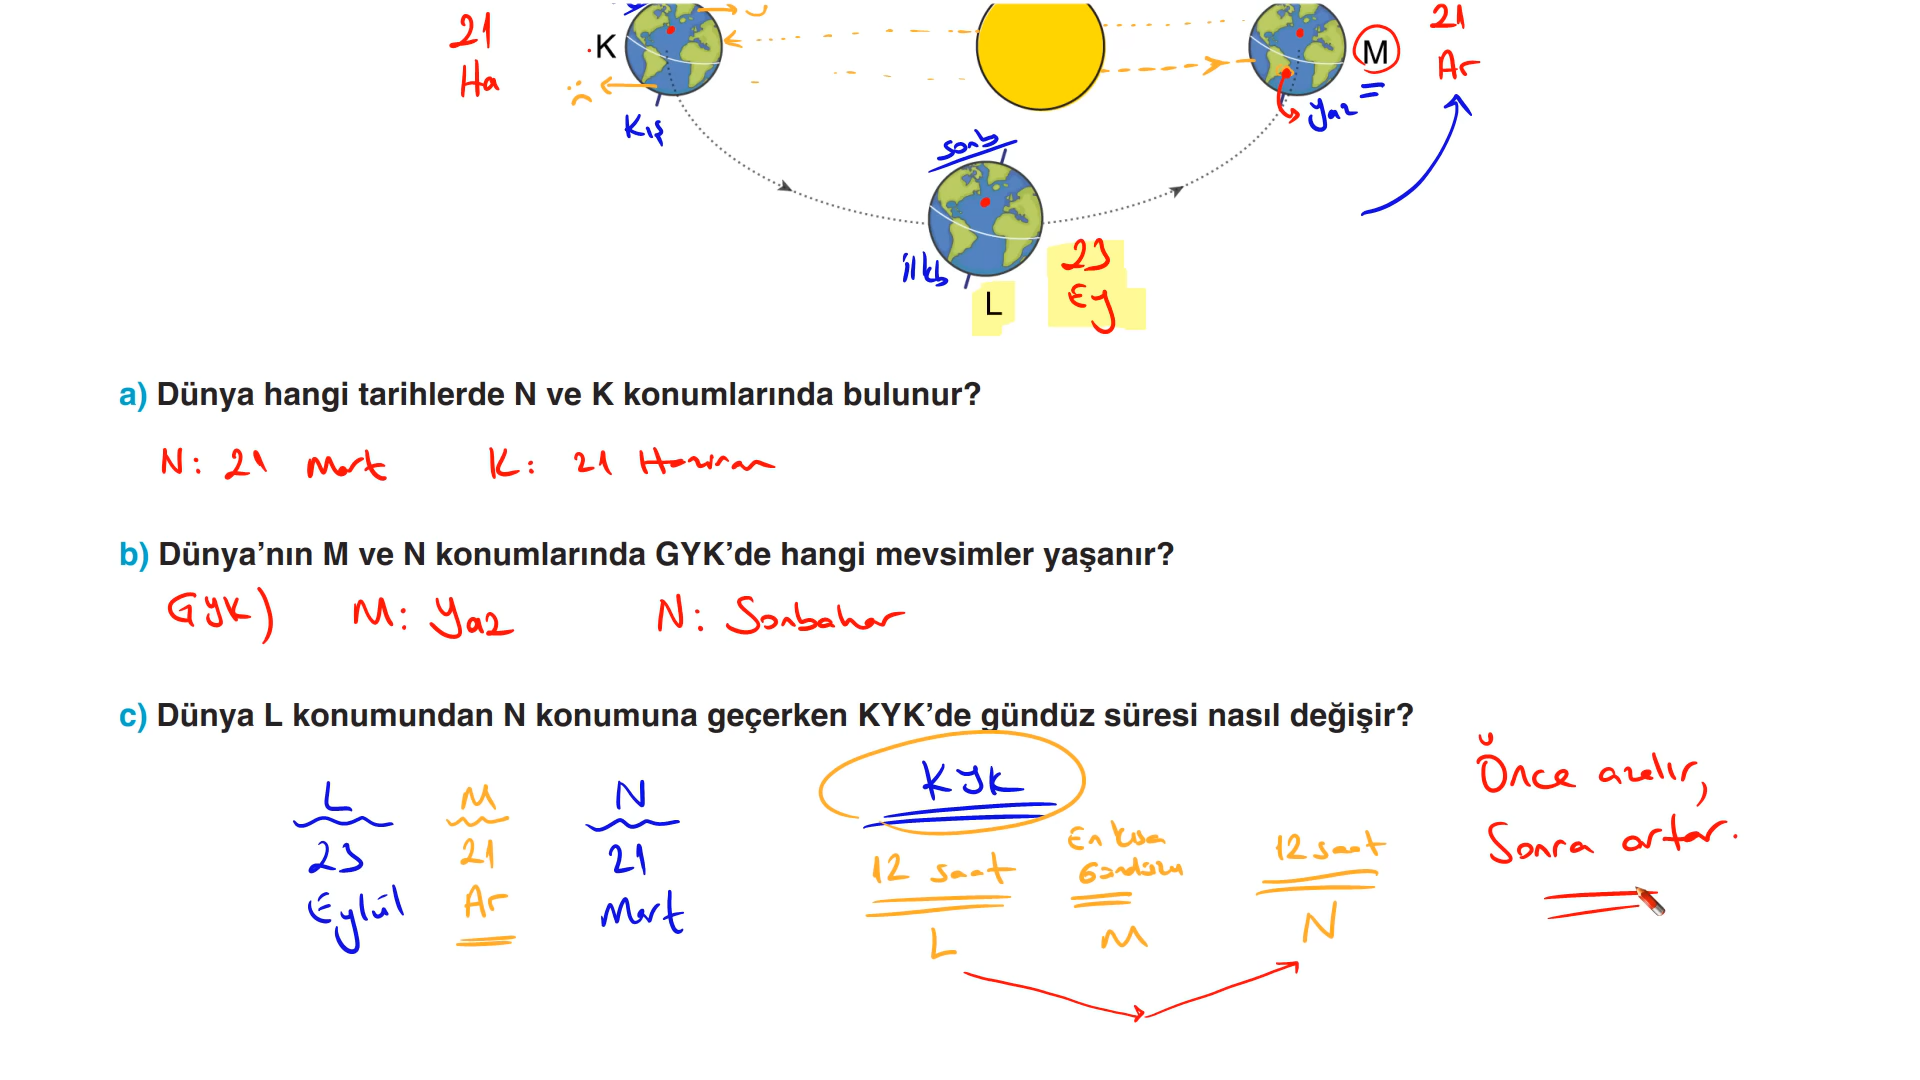 21
Ha
K
Kış
sonb
ilkb
L
23
Ey
M
21
Ar
Yaz
a) Dünya hangi tarihlerde N ve K konumlarında bulunur?
N: 21 Mart K: 21 Haziran
b) Dünya’nın M ve N konumlarında GYK’de hangi mevsimler yaşanır?
GYK) M: Yaz N: Sonbahar
c) Dünya L konumundan N konumuna geçerken KYK’de gündüz süresi nasıl değişir?
L M N
23 21 21
Eylül Ar Mart
KYK
12 saat En kısa Gündüzü 12 saat
L M N
Önce azalır,
Sonra artar.